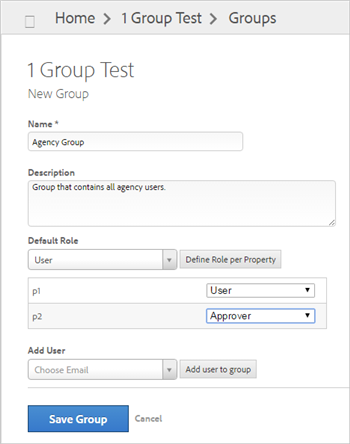 Home > 1 Group Test > Groups
1 Group Test
New Group
Name *
Agency Group
Description
Group that contains all agency users.
Default Role
User Define Role per Property
p1 User
p2 Approver
Add User
Choose Email Add user to group
Save Group Cancel